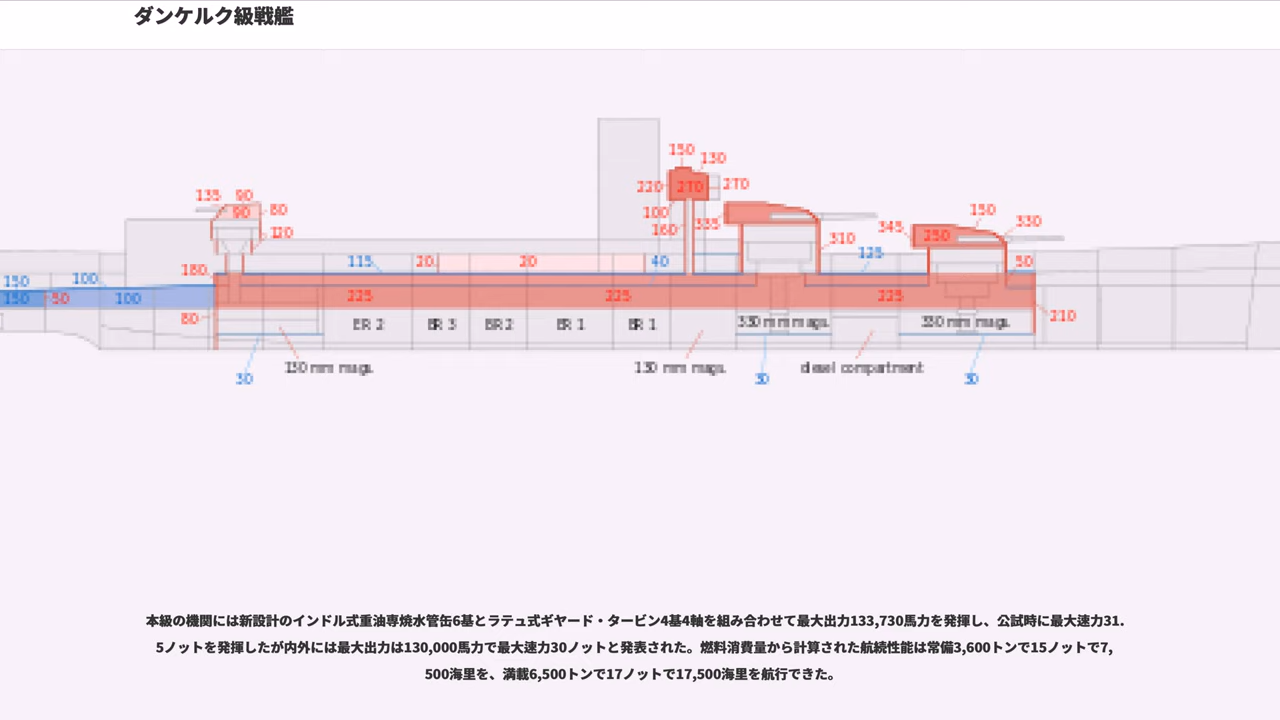 ダンケルク級戦艦
150
130
220
270
270
135
90
90
80
100
120
160
335
345
150
330
250
310
115
20
20
40
125
50
180
150
100
150
50
100
225
225
225
80
210
ER 2
BR 3
BR 2
ER 1
BR 1
330 mm mags.
330 mm mags.
130 mm mags.
130 mm mags.
diesel compartment
30
30
30
本級の機関には新設計のインドル式重油専焼水管缶6基とラテュ式ギヤード・タービン4基4軸を組み合わせて最大出力133,730馬力を発揮し、公試時に最大速力31.
5ノットを発揮したが内外には最大出力は130,000馬力で最大速力30ノットと発表された。燃料消費量から計算された航続性能は常備3,600トンで15ノットで7,
500海里を、満載6,500トンで17ノットで17,500海里を航行できた。